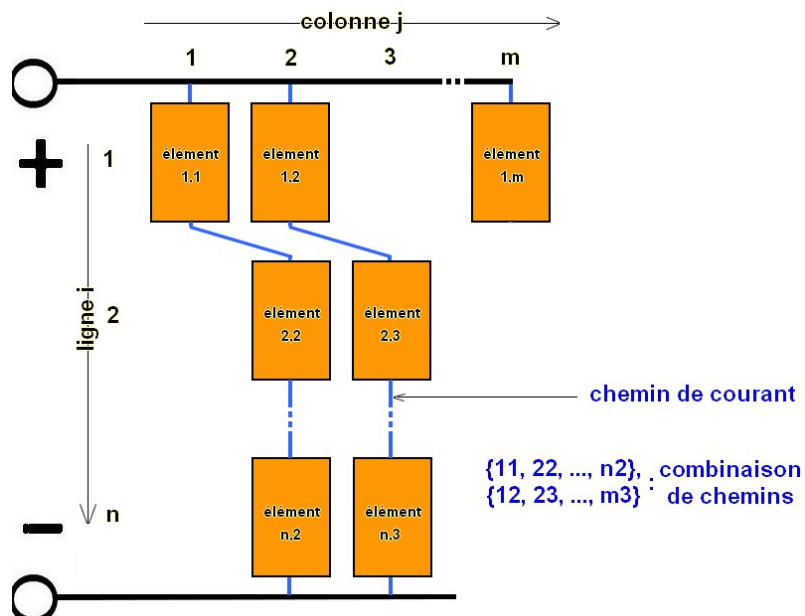 colonne j
1 2 3 m
+
ligne i
1
élément
1,1
élément
1,2
élément
1,m
2
élément
2,2
élément
2,3
chemin de courant
{11, 22, ..., n2},
{12, 23, ..., m3}
: combinaison
de chemins
n
élément
n,2
élément
n,3
-